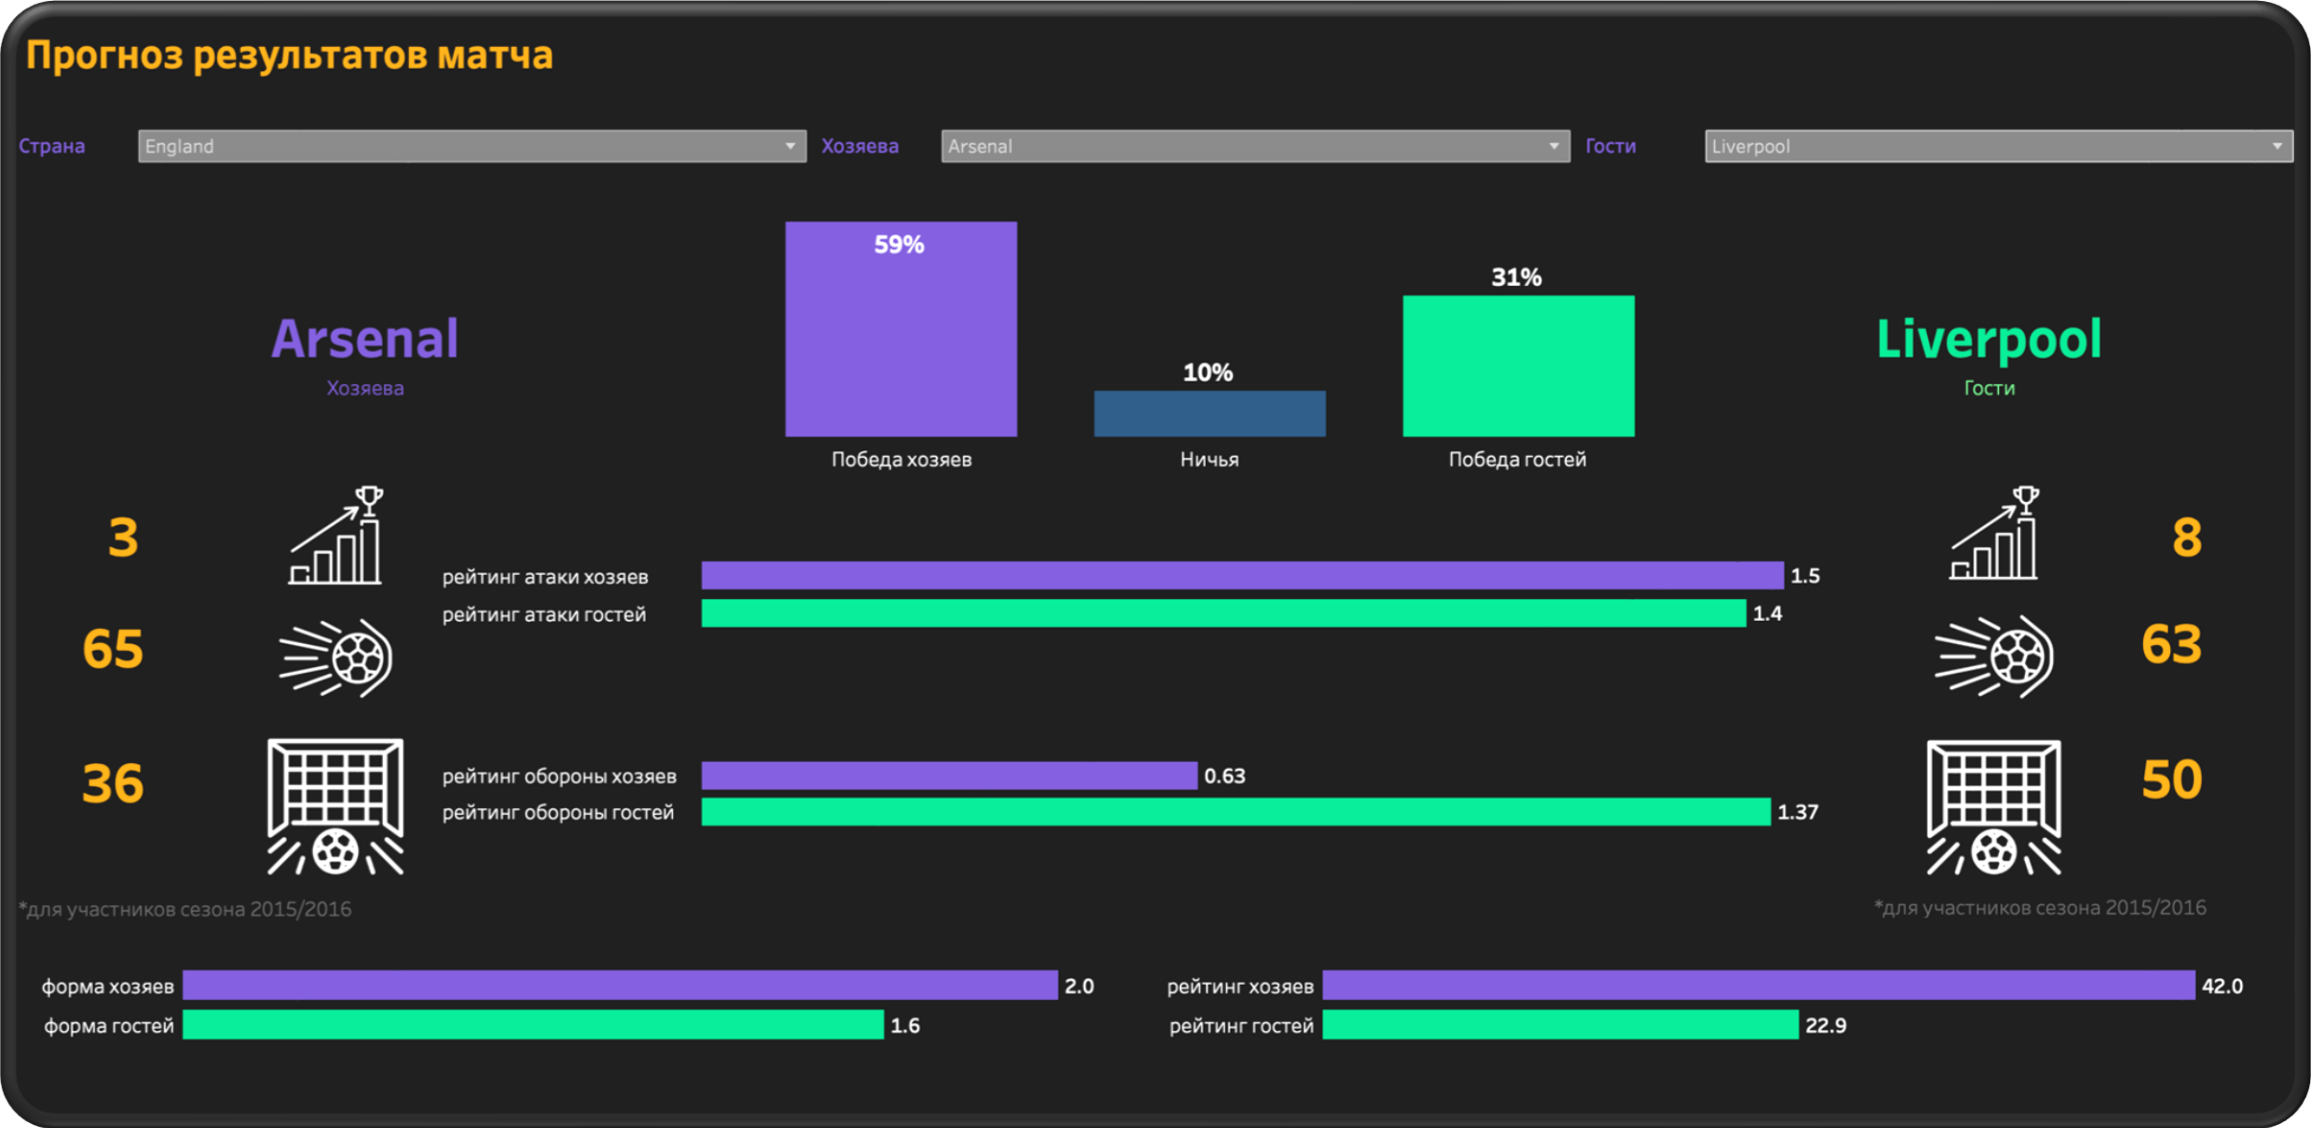 Прогноз результатов матча
Страна England Хозяева Arsenal Гости Liverpool
59%
31%
10%
Победа хозяев Ничья Победа гостей
Arsenal
Хозяева
Liverpool
Гости
3
65
36
рейтинг атаки хозяев 1.5
рейтинг атаки гостей 1.4
рейтинг обороны хозяев 0.63
рейтинг обороны гостей 1.37
8
63
50
*для участников сезона 2015/2016
*для участников сезона 2015/2016
форма хозяев 2.0
форма гостей 1.6
рейтинг хозяев 42.0
рейтинг гостей 22.9